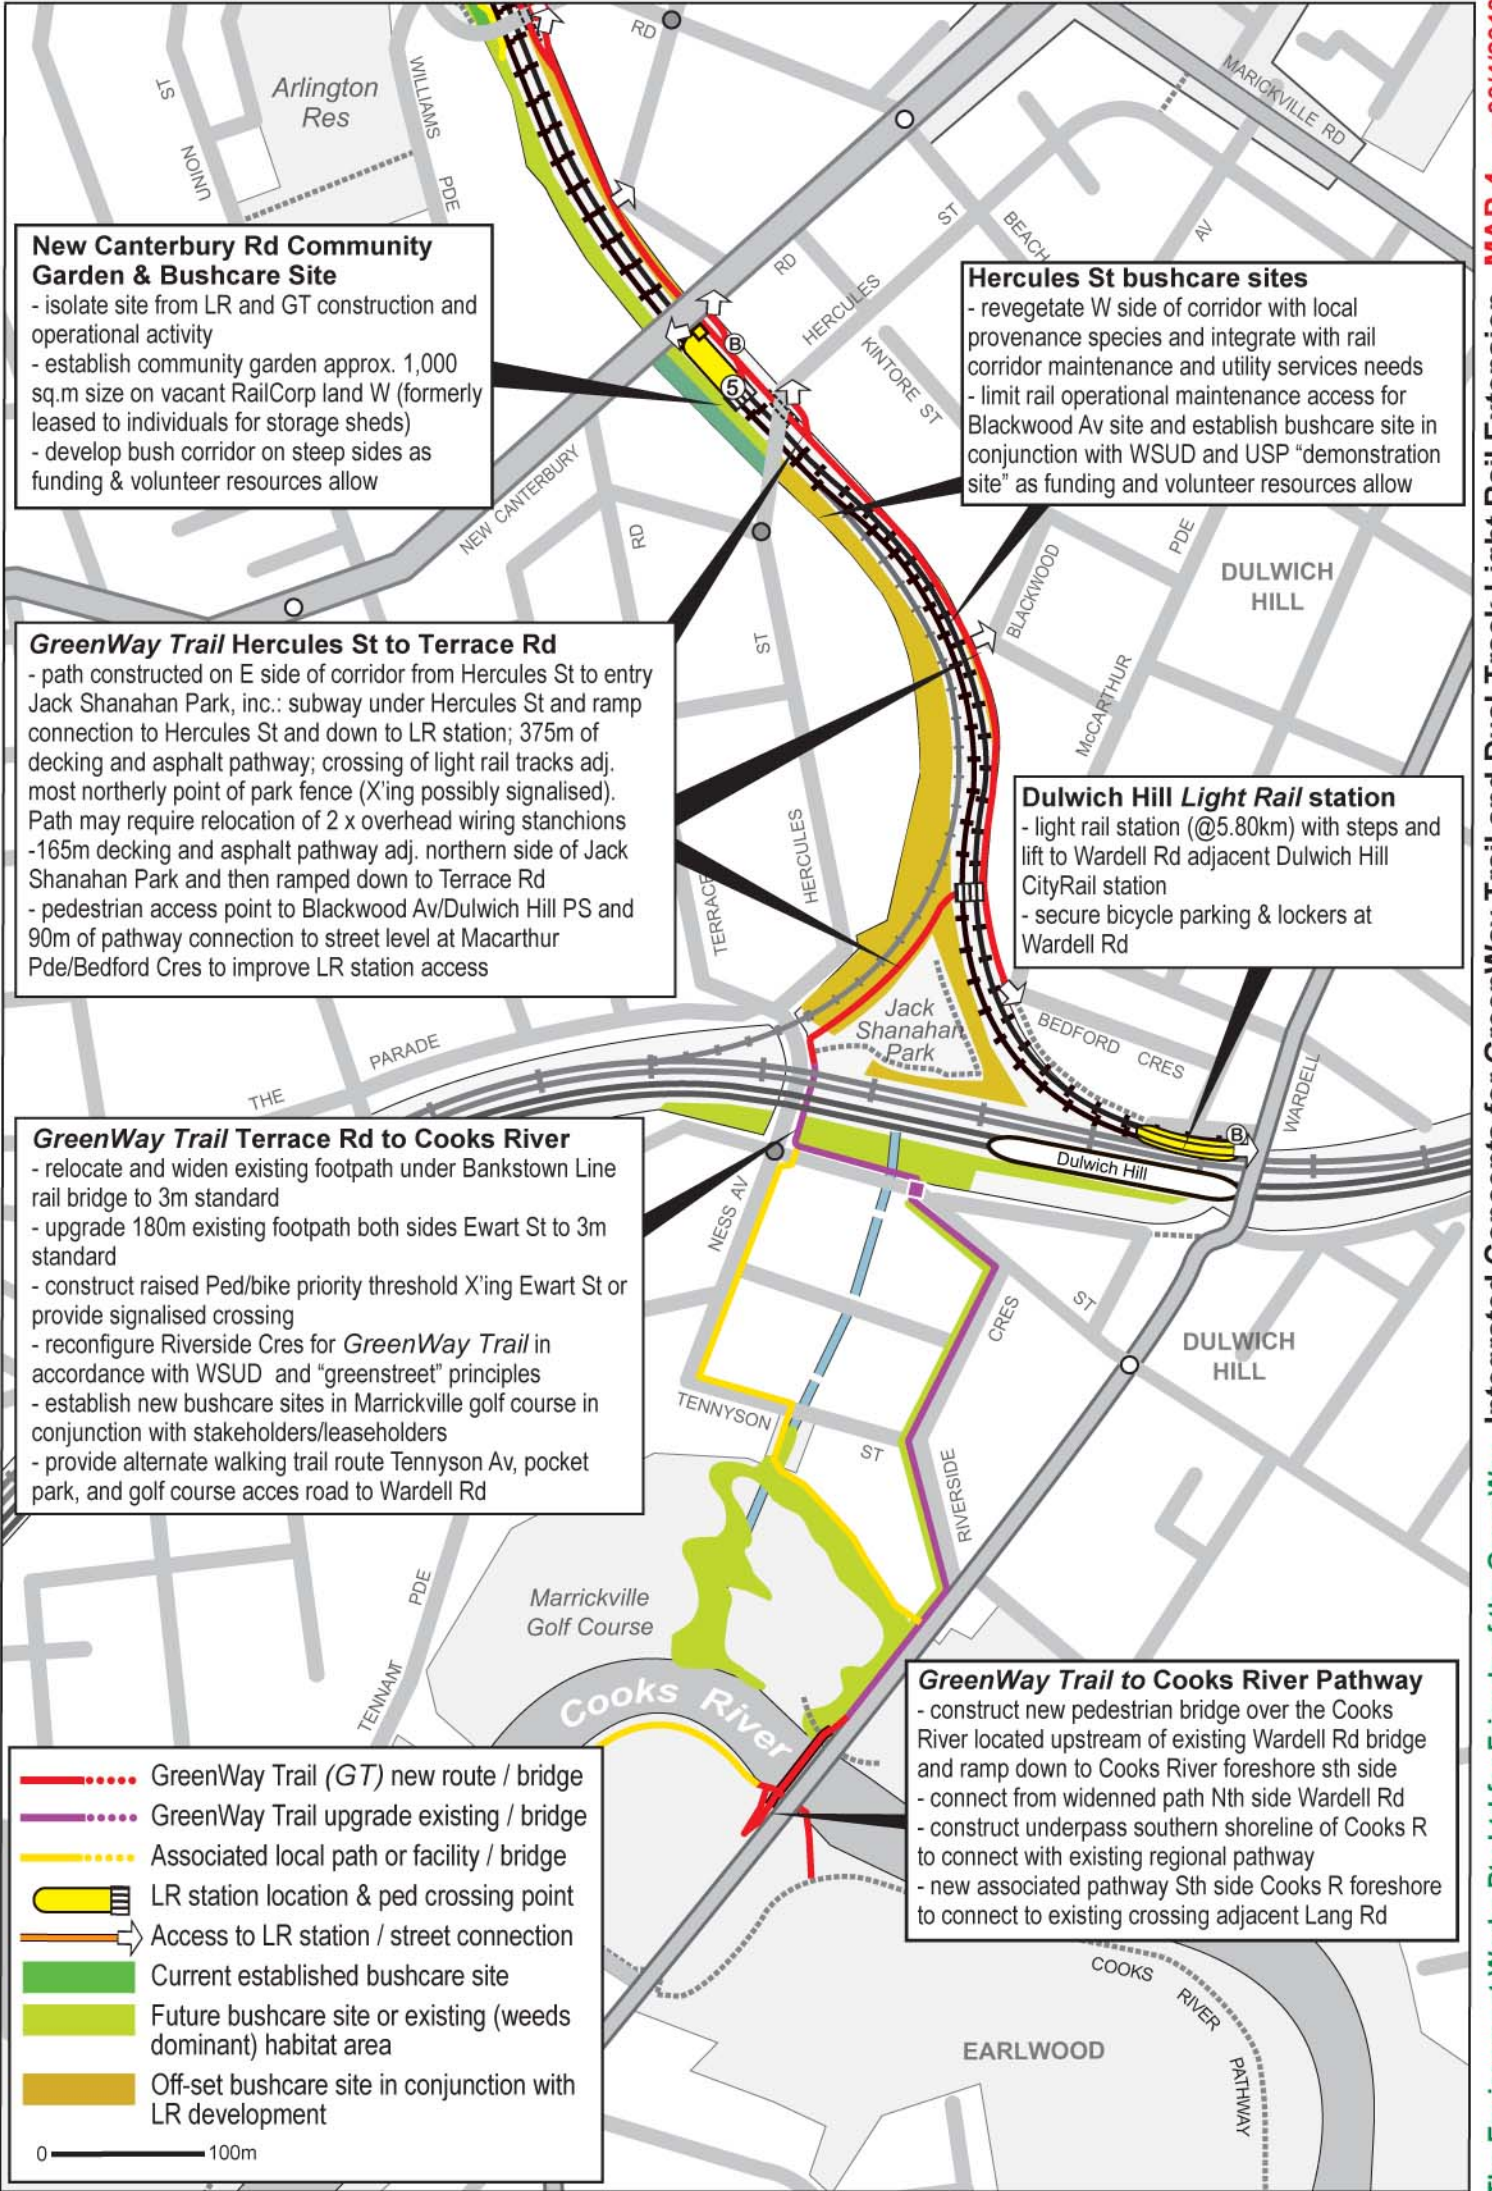 RD
ST
Arlington
Res
WILLIAMS
PDE
UNION
MARICKVILLE RD
ST
BEACH
AV
RD
HERCULES
KINTORE ST
B
5
New Canterbury Rd Community
Garden & Bushcare Site
- isolate site from LR and GT construction and
operational activity
- establish community garden approx. 1,000
sq.m size on vacant RailCorp land W (formerly
leased to individuals for storage sheds)
- develop bush corridor on steep sides as
funding & volunteer resources allow
Hercules St bushcare sites
- revegetate W side of corridor with local
provenance species and integrate with rail
corridor maintenance and utility services needs
- limit rail operational maintenance access for
Blackwood Av site and establish bushcare site in
conjunction with WSUD and USP “demonstration
site” as funding and volunteer resources allow
NEW CANTERBURY
RD
ST
BLACKWOOD
PDE
DULWICH
HILL
McCARTHUR
GreenWay Trail Hercules St to Terrace Rd
- path constructed on E side of corridor from Hercules St to entry
Jack Shanahan Park, inc.: subway under Hercules St and ramp
connection to Hercules St and down to LR station; 375m of
decking and asphalt pathway; crossing of light rail tracks adj.
most northerly point of park fence (X'ing possibly signalised).
Path may require relocation of 2 x overhead wiring stanchions
-165m decking and asphalt pathway adj. northern side of Jack
Shanahan Park and then ramped down to Terrace Rd
- pedestrian access point to Blackwood Av/Dulwich Hill PS and
90m of pathway connection to street level at Macarthur
Pde/Bedford Cres to improve LR station access
Dulwich Hill Light Rail station
- light rail station (@5.80km) with steps and
lift to Wardell Rd adjacent Dulwich Hill
CityRail station
- secure bicycle parking & lockers at
Wardell Rd
TERRACE
HERCULES
Jack
Shanahan
Park
BEDFORD CRES
WARDELL
THE PARADE
B
Dulwich Hill
GreenWay Trail Terrace Rd to Cooks River
- relocate and widen existing footpath under Bankstown Line
rail bridge to 3m standard
- upgrade 180m existing footpath both sides Ewart St to 3m
standard
- construct raised Ped/bike priority threshold X'ing Ewart St or
provide signalised crossing
- reconfigure Riverside Cres for GreenWay Trail in
accordance with WSUD and “greenstreet” principles
- establish new bushcare sites in Marrickville golf course in
conjunction with stakeholders/leaseholders
- provide alternate walking trail route Tennyson Av, pocket
park, and golf course acces road to Wardell Rd
NESS AV
CRES
ST
DULWICH
HILL
TENNYSON
ST
RIVERSIDE
PDE
TENNANT
Marrickville
Golf Course
Cooks River
GreenWay Trail to Cooks River Pathway
- construct new pedestrian bridge over the Cooks
River located upstream of existing Wardell Rd bridge
and ramp down to Cooks River foreshore sth side
- connect from widenned path Nth side Wardell Rd
- construct underpass southern shoreline of Cooks R
to connect with existing regional pathway
- new associated pathway Sth side Cooks R foreshore
to connect to existing crossing adjacent Lang Rd
GreenWay Trail (GT) new route / bridge
GreenWay Trail upgrade existing / bridge
Associated local path or facility / bridge
LR station location & ped crossing point
Access to LR station / street connection
Current established bushcare site
Future bushcare site or existing (weeds
dominant) habitat area
Off-set bushcare site in conjunction with
LR development
0 100m
COOKS
RIVER
PATHWAY
EARLWOOD